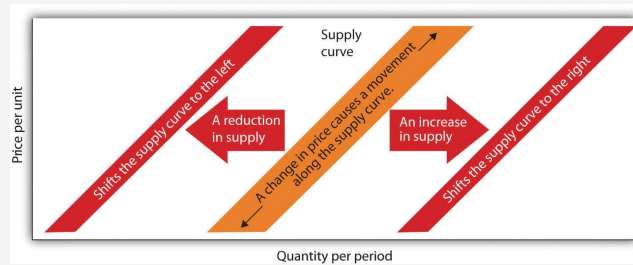 Supply
curve
Price per unit
Shifts the supply curve to the left
A reduction
in supply
A change in price causes a movement
along the supply curve.
An increase
in supply
Shifts the supply curve to the right
Quantity per period